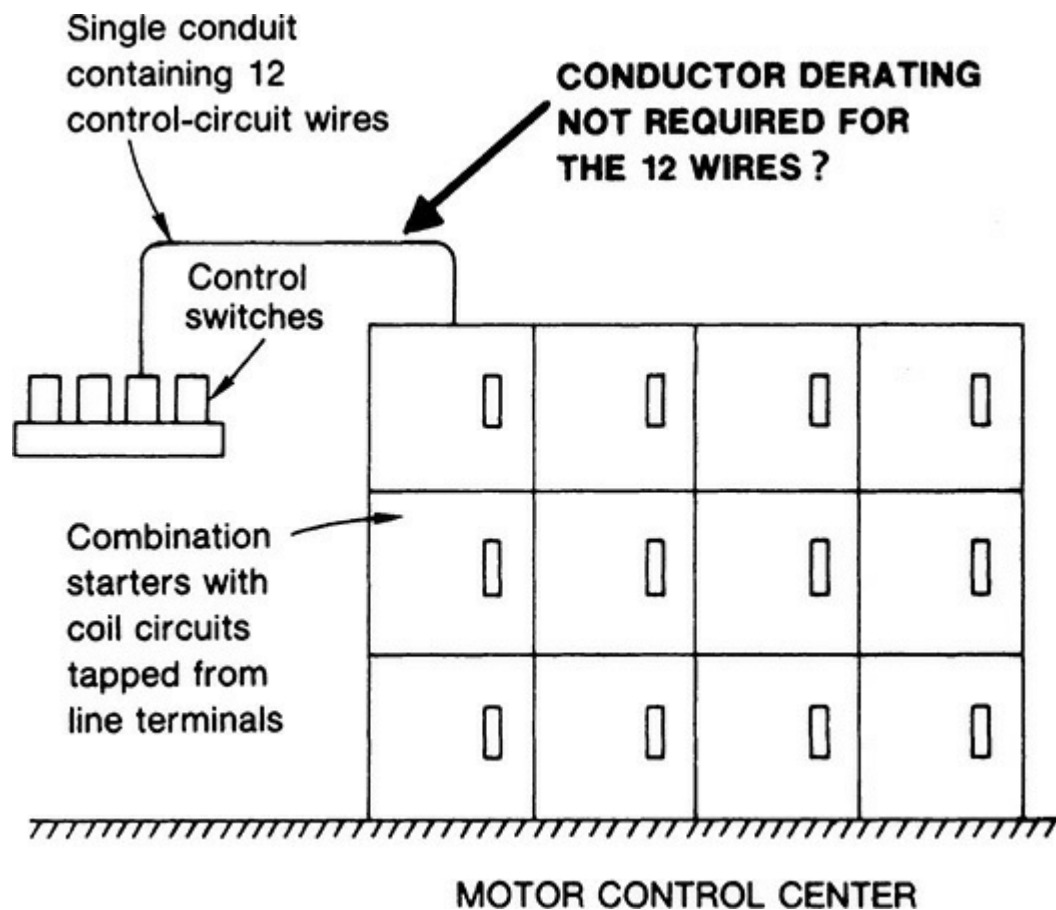 Single conduit
containing 12
control-circuit wires
CONDUCTOR DERATING
NOT REQUIRED FOR
THE 12 WIRES ?
Control
switches
Combination
starters with
coil circuits
tapped from
line terminals
MOTOR CONTROL CENTER